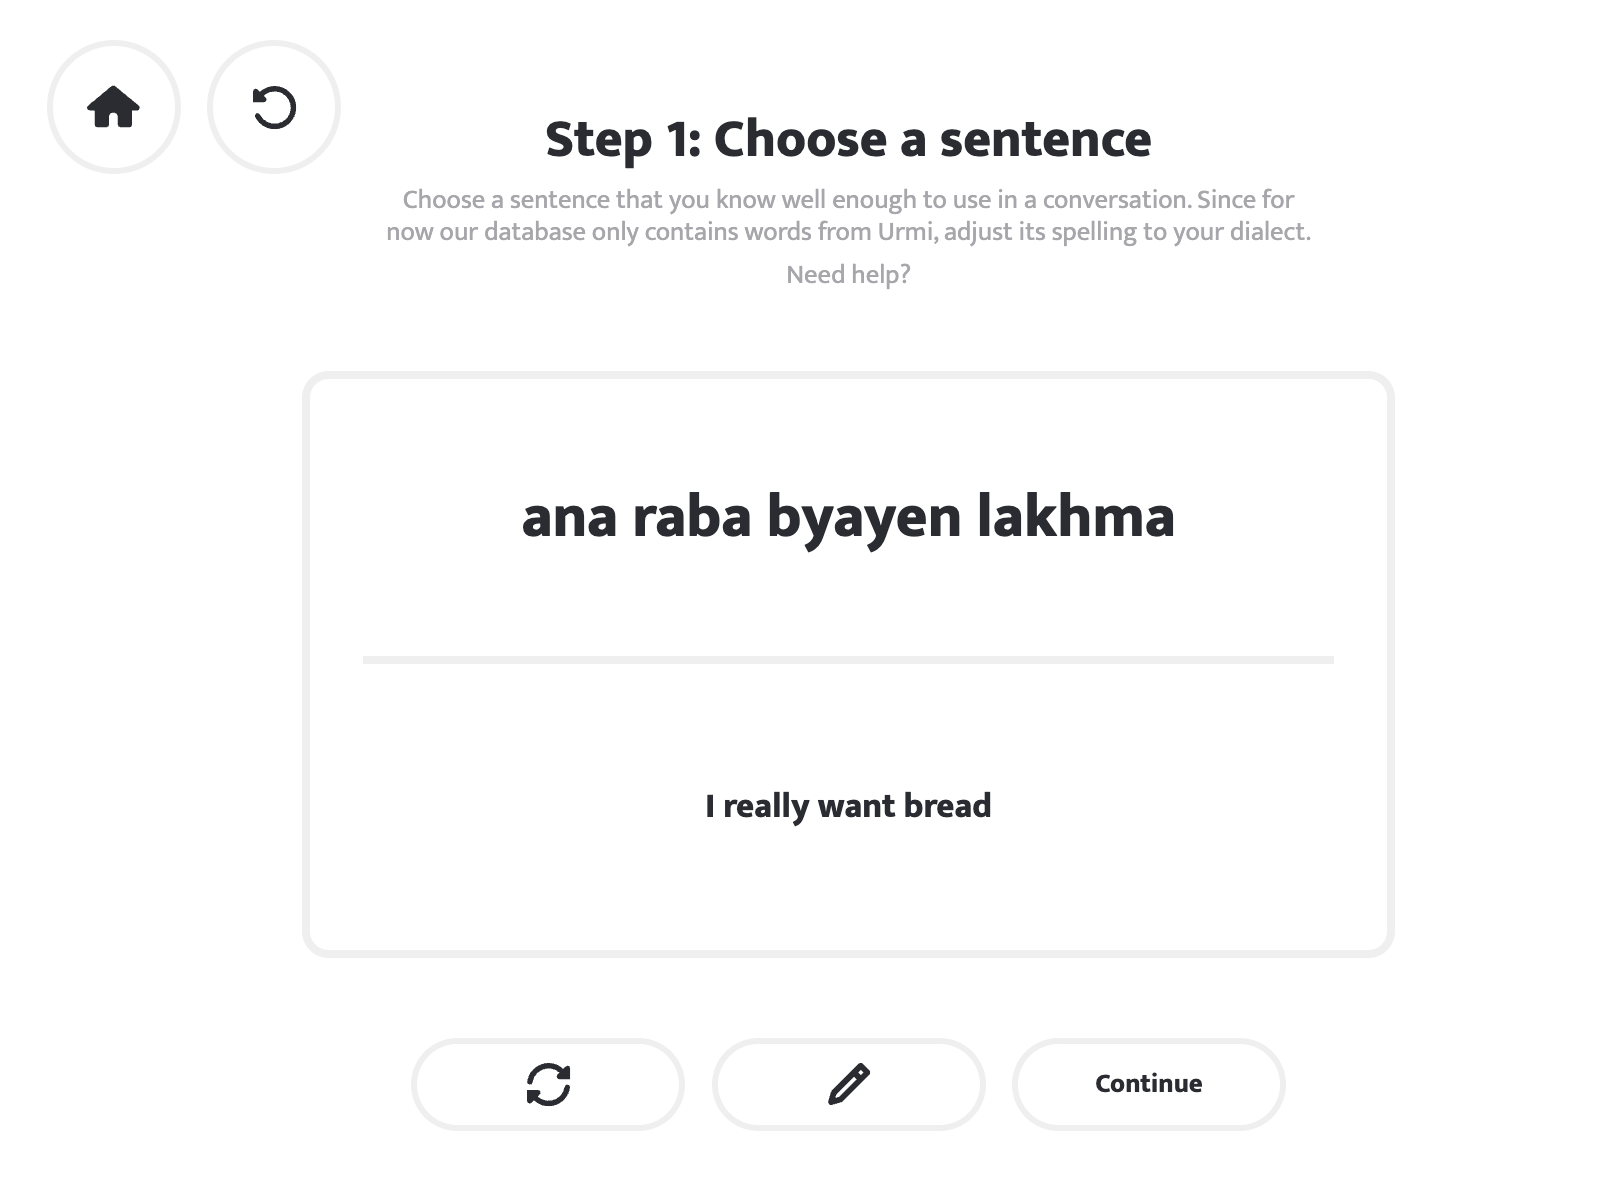 Step 1: Choose a sentence
Choose a sentence that you know well enough to use in a conversation. Since for
now our database only contains words from Urmi, adjust its spelling to your dialect.
Need help?
ana raba byayen lakhma
I really want bread
Continue